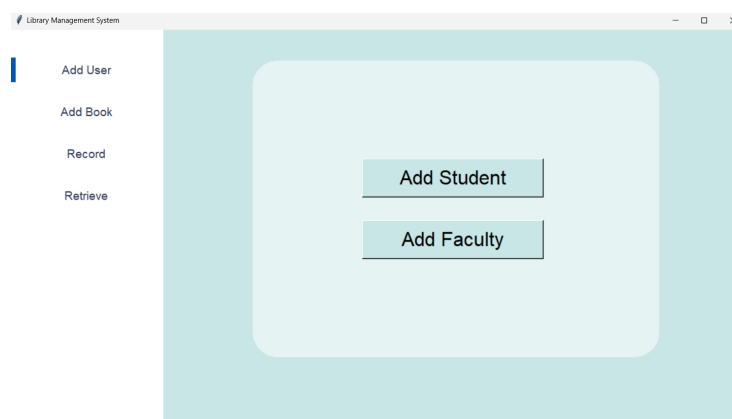 Library Management System
Add User
Add Book
Record
Retrieve
Add Student
Add Faculty